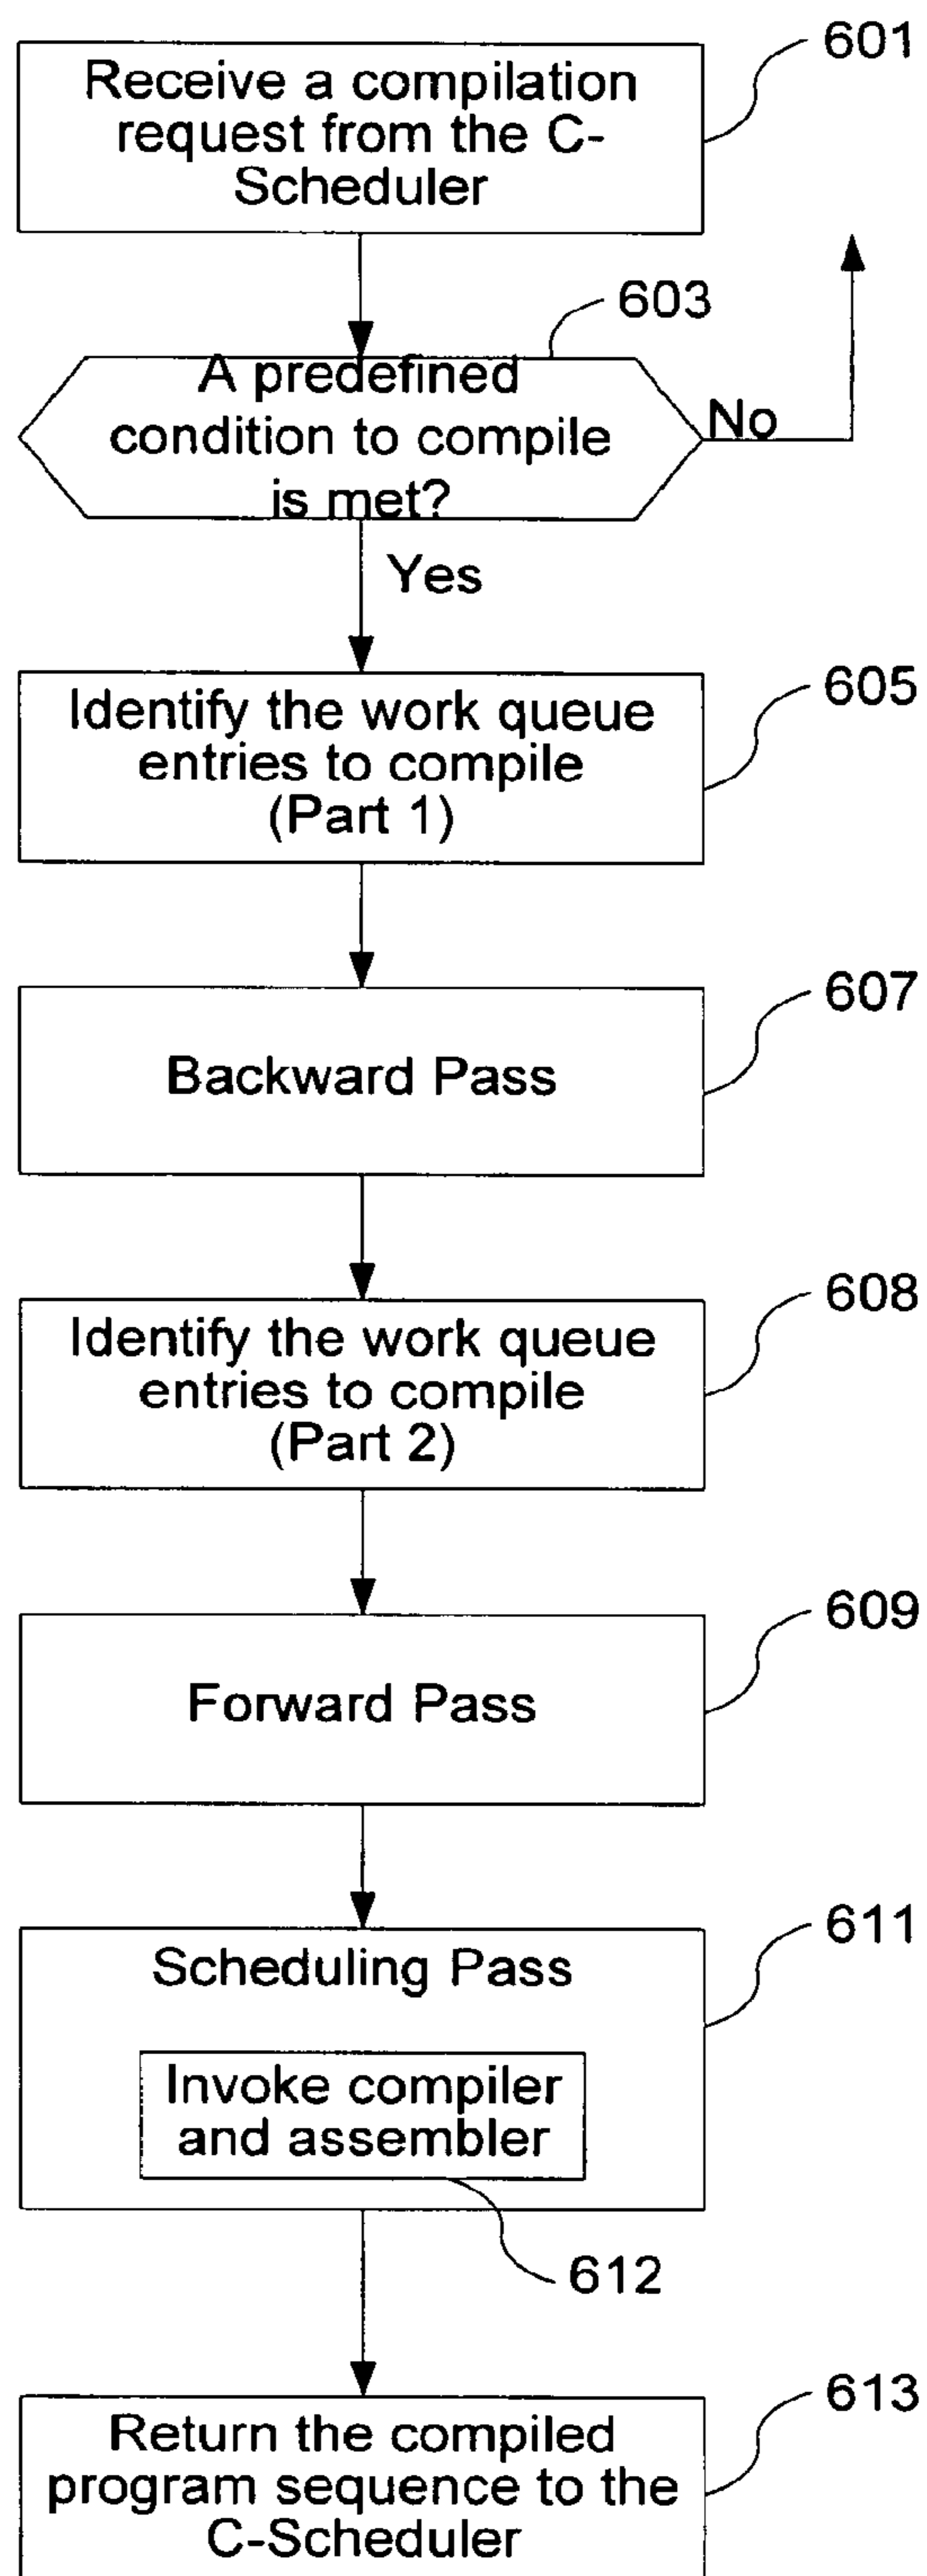 601
Receive a compilation
request from the C-
Scheduler
603
A predefined
condition to compile
is met?
No
Yes
605
Identify the work queue
entries to compile
(Part 1)
607
Backward Pass
608
Identify the work queue
entries to compile
(Part 2)
609
Forward Pass
611
Scheduling Pass
Invoke compiler
and assembler
612
613
Return the compiled
program sequence to the
C-Scheduler